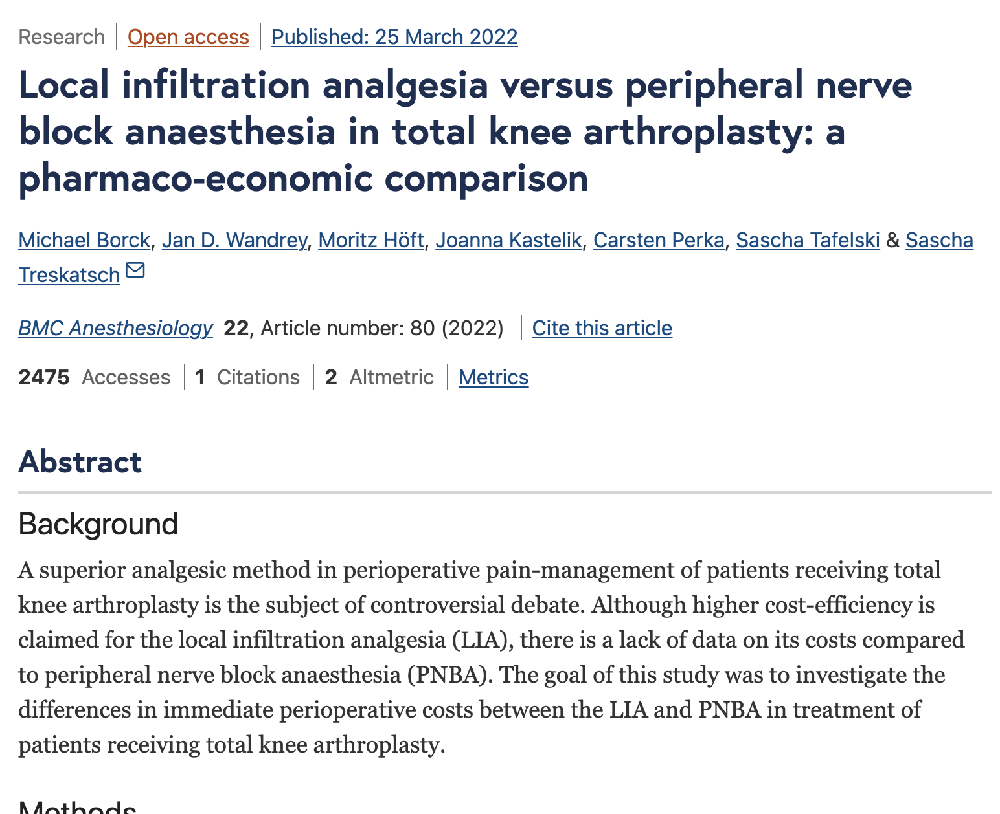 Research | Open access | Published: 25 March 2022
Local infiltration analgesia versus peripheral nerve
block anaesthesia in total knee arthroplasty: a
pharmaco-economic comparison
Michael Borck, Jan D. Wandrey, Moritz Höft, Joanna Kastelik, Carsten Perka, Sascha Tafelski & Sascha
Treskatsch
BMC Anesthesiology 22, Article number: 80 (2022) | Cite this article
2475 Accesses | 1 Citations | 2 Altmetric | Metrics
Abstract
Background
A superior analgesic method in perioperative pain-management of patients receiving total
knee arthroplasty is the subject of controversial debate. Although higher cost-efficiency is
claimed for the local infiltration analgesia (LIA), there is a lack of data on its costs compared
to peripheral nerve block anaesthesia (PNBA). The goal of this study was to investigate the
differences in immediate perioperative costs between the LIA and PNBA in treatment of
patients receiving total knee arthroplasty.
Methods